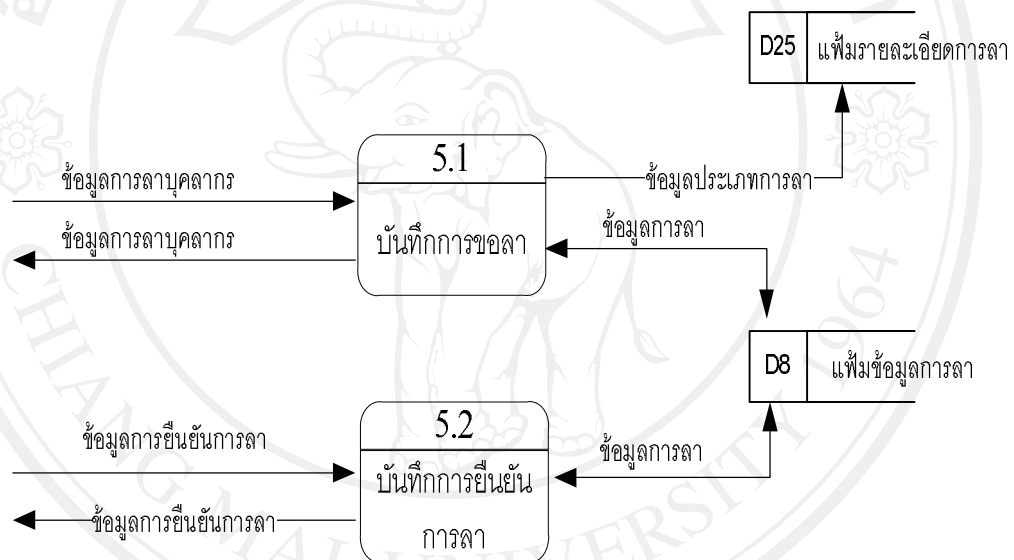 D25 แฟ้มรายละเอียดการลา
5.1
ข้อมูลการลาบุคลากร
ข้อมูลประเภทการลา
ข้อมูลการลาบุคลากร
บันทึกการขอลา
ข้อมูลการลา
D8 แฟ้มข้อมูลการลา
5.2
ข้อมูลการยืนยันการลา
ข้อมูลการลา
บันทึกการยืนยัน
การลา
ข้อมูลการยืนยันการลา
CHIANG MAI UNIVERSITY 1964